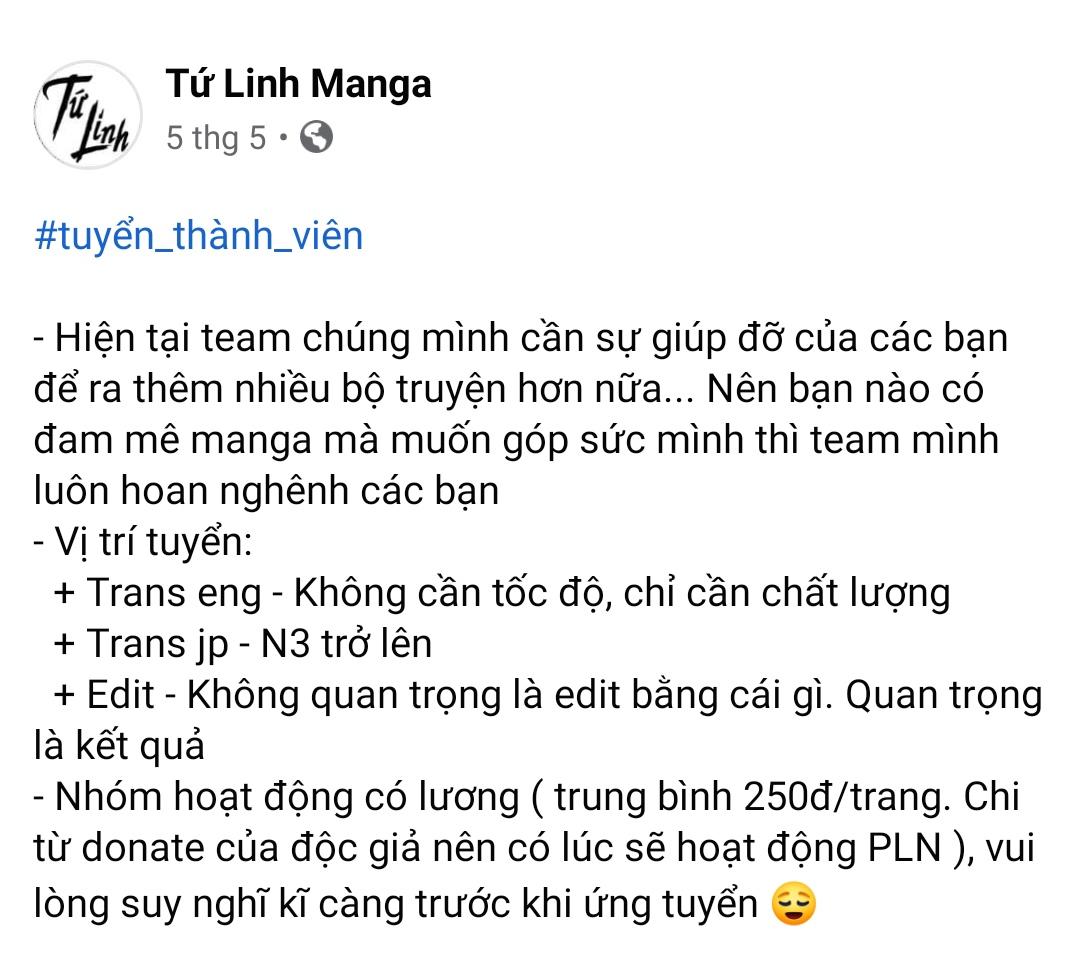 Tứ Linh
Tứ Linh Manga
5 thg 5 •
#tuyển_thành_viên
- Hiện tại team chúng mình cần sự giúp đỡ của các bạn
để ra thêm nhiều bộ truyện hơn nữa... Nên bạn nào có
đam mê manga mà muốn góp sức mình thì team mình
luôn hoan nghênh các bạn
- Vị trí tuyển:
+ Trans eng - Không cần tốc độ, chỉ cần chất lượng
+ Trans jp - N3 trở lên
+ Edit - Không quan trọng là edit bằng cái gì. Quan trọng
là kết quả
- Nhóm hoạt động có lương ( trung bình 250đ/trang. Chi
từ donate của độc giả nên có lúc sẽ hoạt động PLN ), vui
lòng suy nghĩ kĩ càng trước khi ứng tuyển 😌